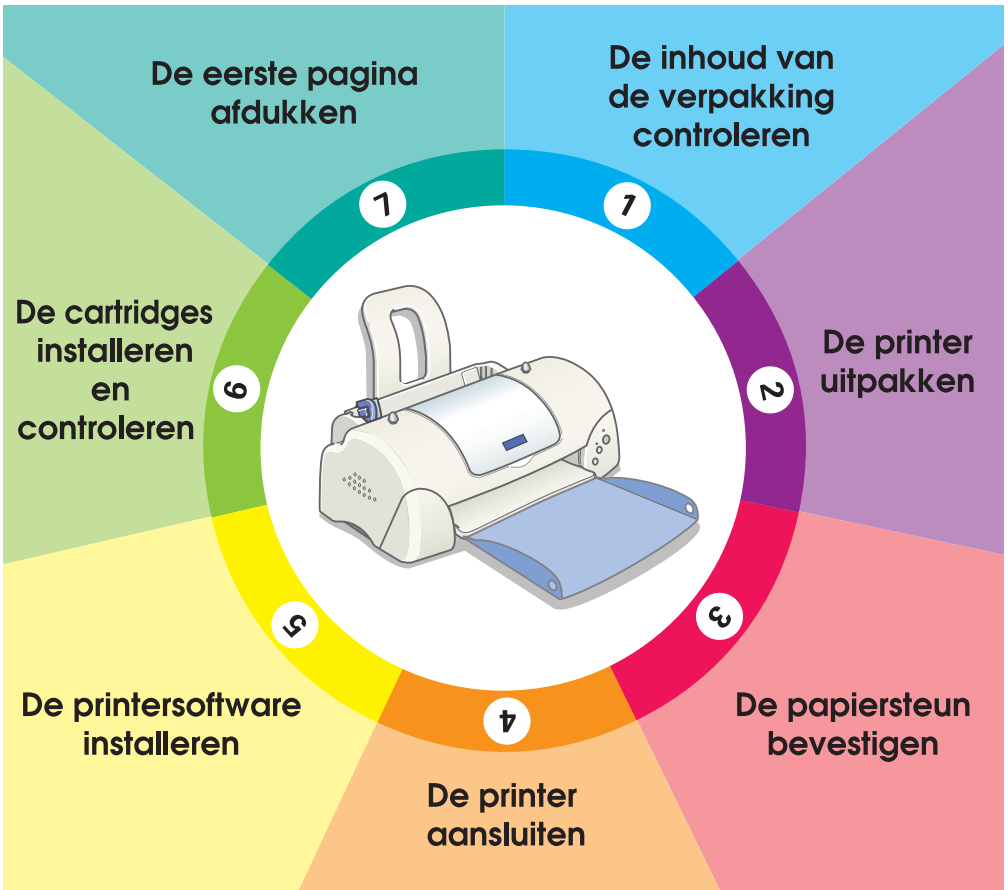 1
De inhoud van
de verpakking
controleren
2
De printer
uitpakken
3
De papiersteun
bevestigen
4
De printer
aansluiten
5
De printersoftware
installeren
6
De cartridges
installeren
en
controleren
7
De eerste pagina
afdukken